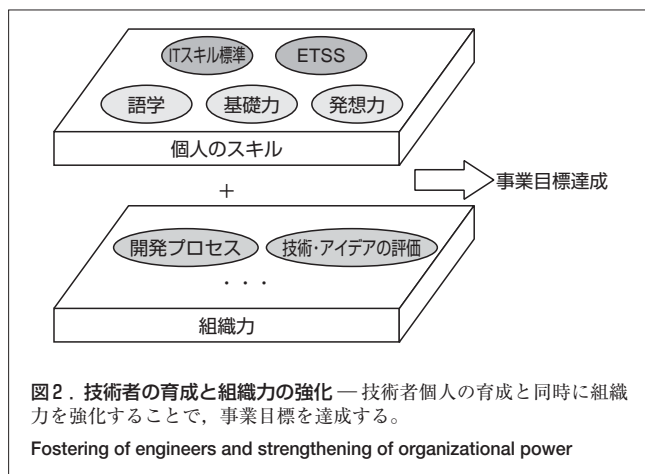 ITスキル標準 ETSS
語学 基礎力 発想力
個人のスキル
+
事業目標達成
開発プロセス 技術・アイデアの評価
・・・
組織力
図2．技術者の育成と組織力の強化 ― 技術者個人の育成と同時に組織
力を強化することで，事業目標を達成する。
Fostering of engineers and strengthening of organizational power